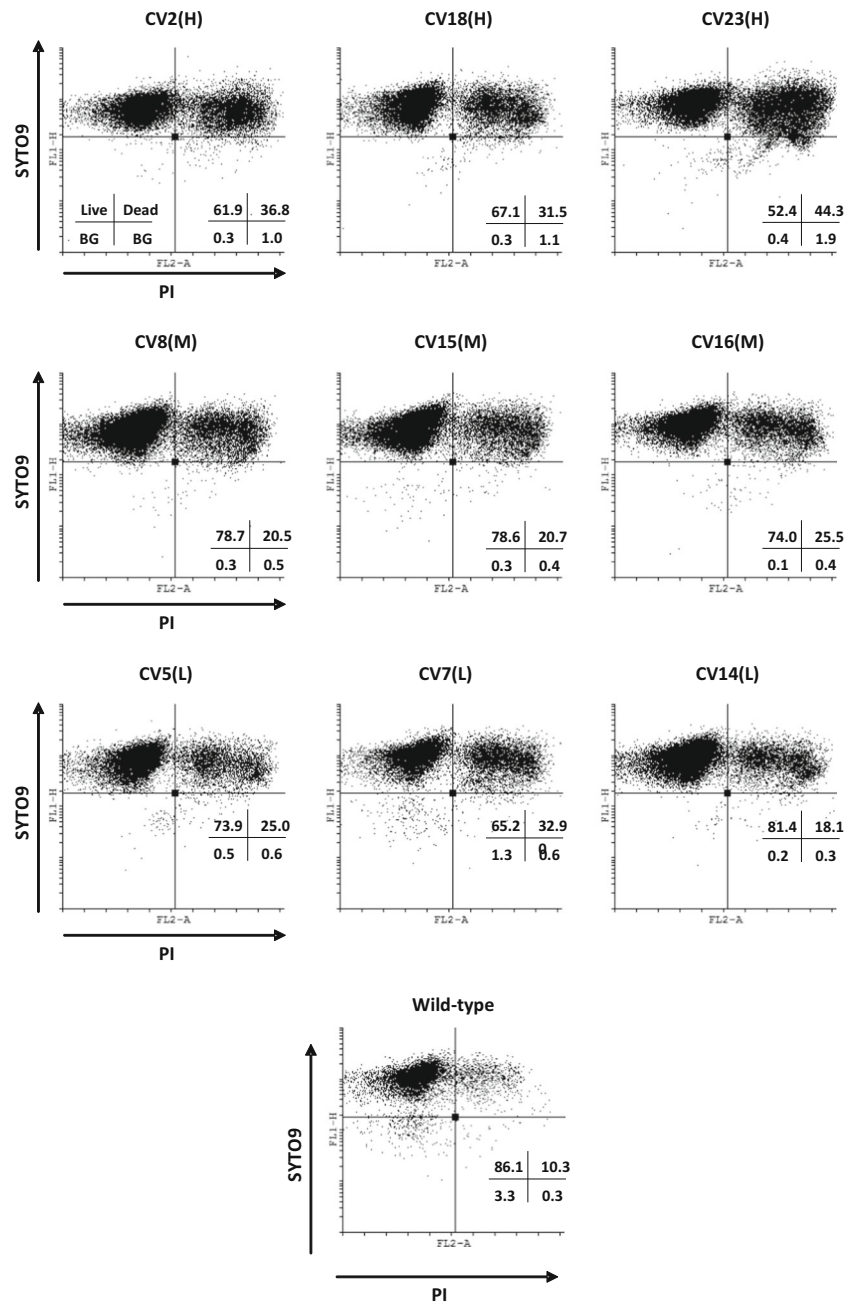 CV2(H) CV18(H) CV23(H)
SYTO9
FL1-H FL1-H FL1-H
Live Dead
BG BG
61.9 36.8
0.3 1.0
67.1 31.5
0.3 1.1
52.4 44.3
0.4 1.9
FL2-A FL2-A FL2-A
PI
CV8(M) CV15(M) CV16(M)
SYTO9
FL1-H FL1-H FL1-H
78.7 20.5
0.3 0.5
78.6 20.7
0.3 0.4
74.0 25.5
0.1 0.4
FL2-A FL2-A FL2-A
PI
CV5(L) CV7(L) CV14(L)
SYTO9
FL1-H FL1-H FL1-H
73.9 25.0
0.5 0.6
65.2 32.9
0
1.3 0.6
81.4 18.1
0.2 0.3
FL2-A FL2-A FL2-A
PI
Wild-type
SYTO9
FL1-H
86.1 10.3
3.3 0.3
FL2-A
PI